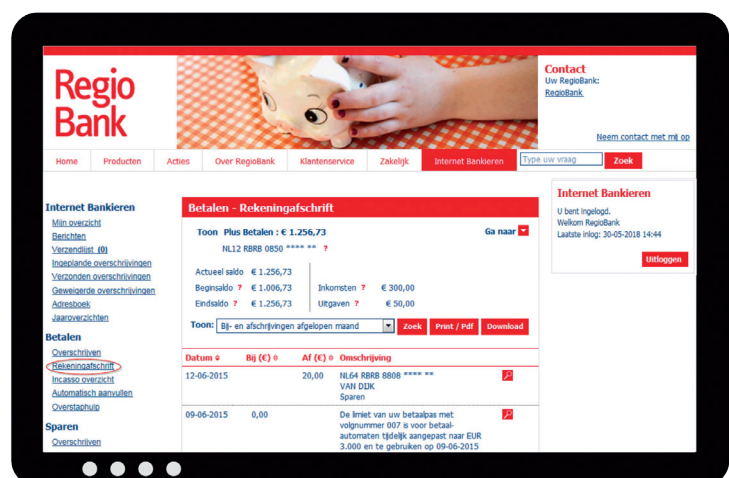 Regio
Bank
Contact
Uw RegioBank:
RegioBank
Neem contact met mij op
Home Producten Acties Over RegioBank Klantenservice Zakelijk Internet Bankieren Type uw vraag Zoek
Internet Bankieren
Mijn overzicht
Berichten
Verzendlijst (0)
Ingeplande overschrijvingen
Verzonden overschrijvingen
Geweigerde overschrijvingen
Adresboek
Jaaroverzichten
Betalen
Overschrijven
Rekeningafschrift
Incasso overzicht
Automatisch aanvullen
Overstaphulp
Sparen
Overschrijven
Betalen - Rekeningafschrift
Toon Plus Betalen : € 1.256,73 Ga naar
NL12 RBRB 0850 **** ** ?
Actueel saldo € 1.256,73
Beginsaldo ? € 1.006,73 Inkomsten ? € 300,00
Eindsaldo ? € 1.256,73 Uitgaven ? € 50,00
Toon: Bij- en afschrijvingen afgelopen maand Zoek Print / Pdf Download
Datum Bij (€) Af (€) Omschrijving
12-06-2015 20,00 NL64 RBRB 8808 **** **
VAN DIJK
Sparen
09-06-2015 0,00 De limiet van uw betaalpas met
volgnummer 007 is voor betaal-
automaten tijdelijk aangepast naar EUR
3.000 en te gebruiken op 09-06-2015
Internet Bankieren
U bent ingelogd.
Welkom RegioBank
Laatste inlog: 30-05-2018 14:44
Uitloggen